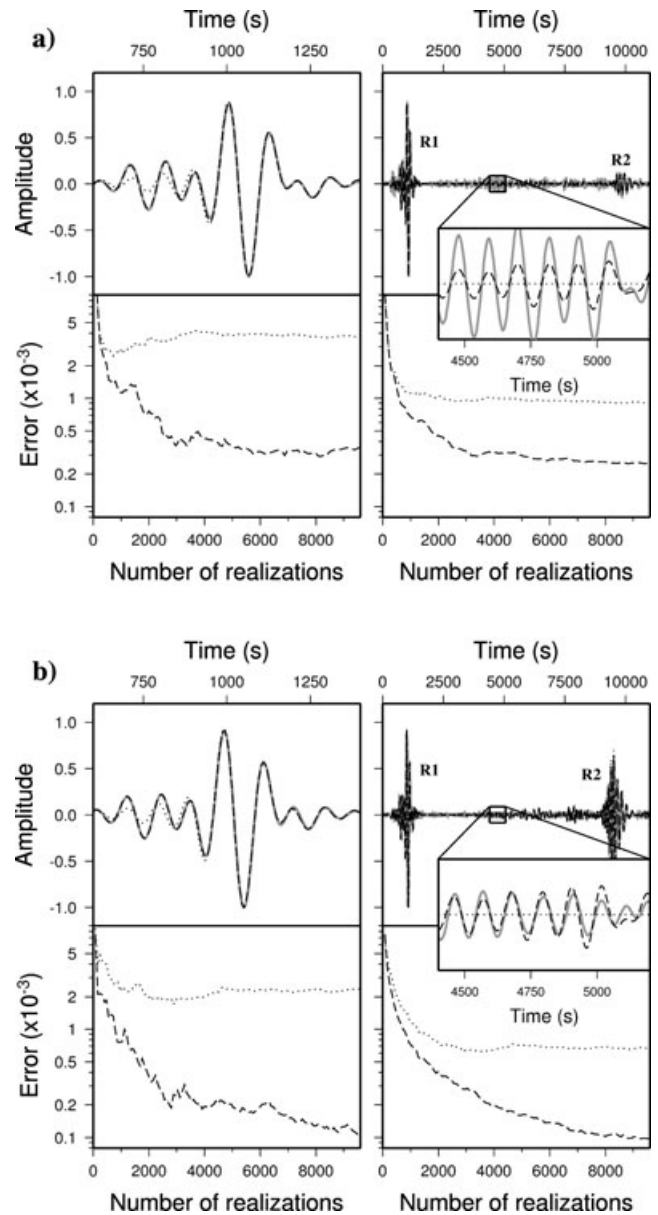 a)
Time (s)
Time (s)
750 1000 1250
0 2500 5000 7500 10000
Amplitude
1.0
0.5
0.0
-0.5
-1.0
R1
R2
4500 4750 5000
Time (s)
Error (x10-3)
5
2
1
0.5
0.2
0.1
0 2000 4000 6000 8000
0 2000 4000 6000 8000
Number of realizations
Number of realizations
b)
Time (s)
Time (s)
750 1000 1250
0 2500 5000 7500 10000
Amplitude
1.0
0.5
0.0
-0.5
-1.0
R1
R2
4500 4750 5000
Time (s)
Error (x10-3)
5
2
1
0.5
0.2
0.1
0 2000 4000 6000 8000
0 2000 4000 6000 8000
Number of realizations
Number of realizations